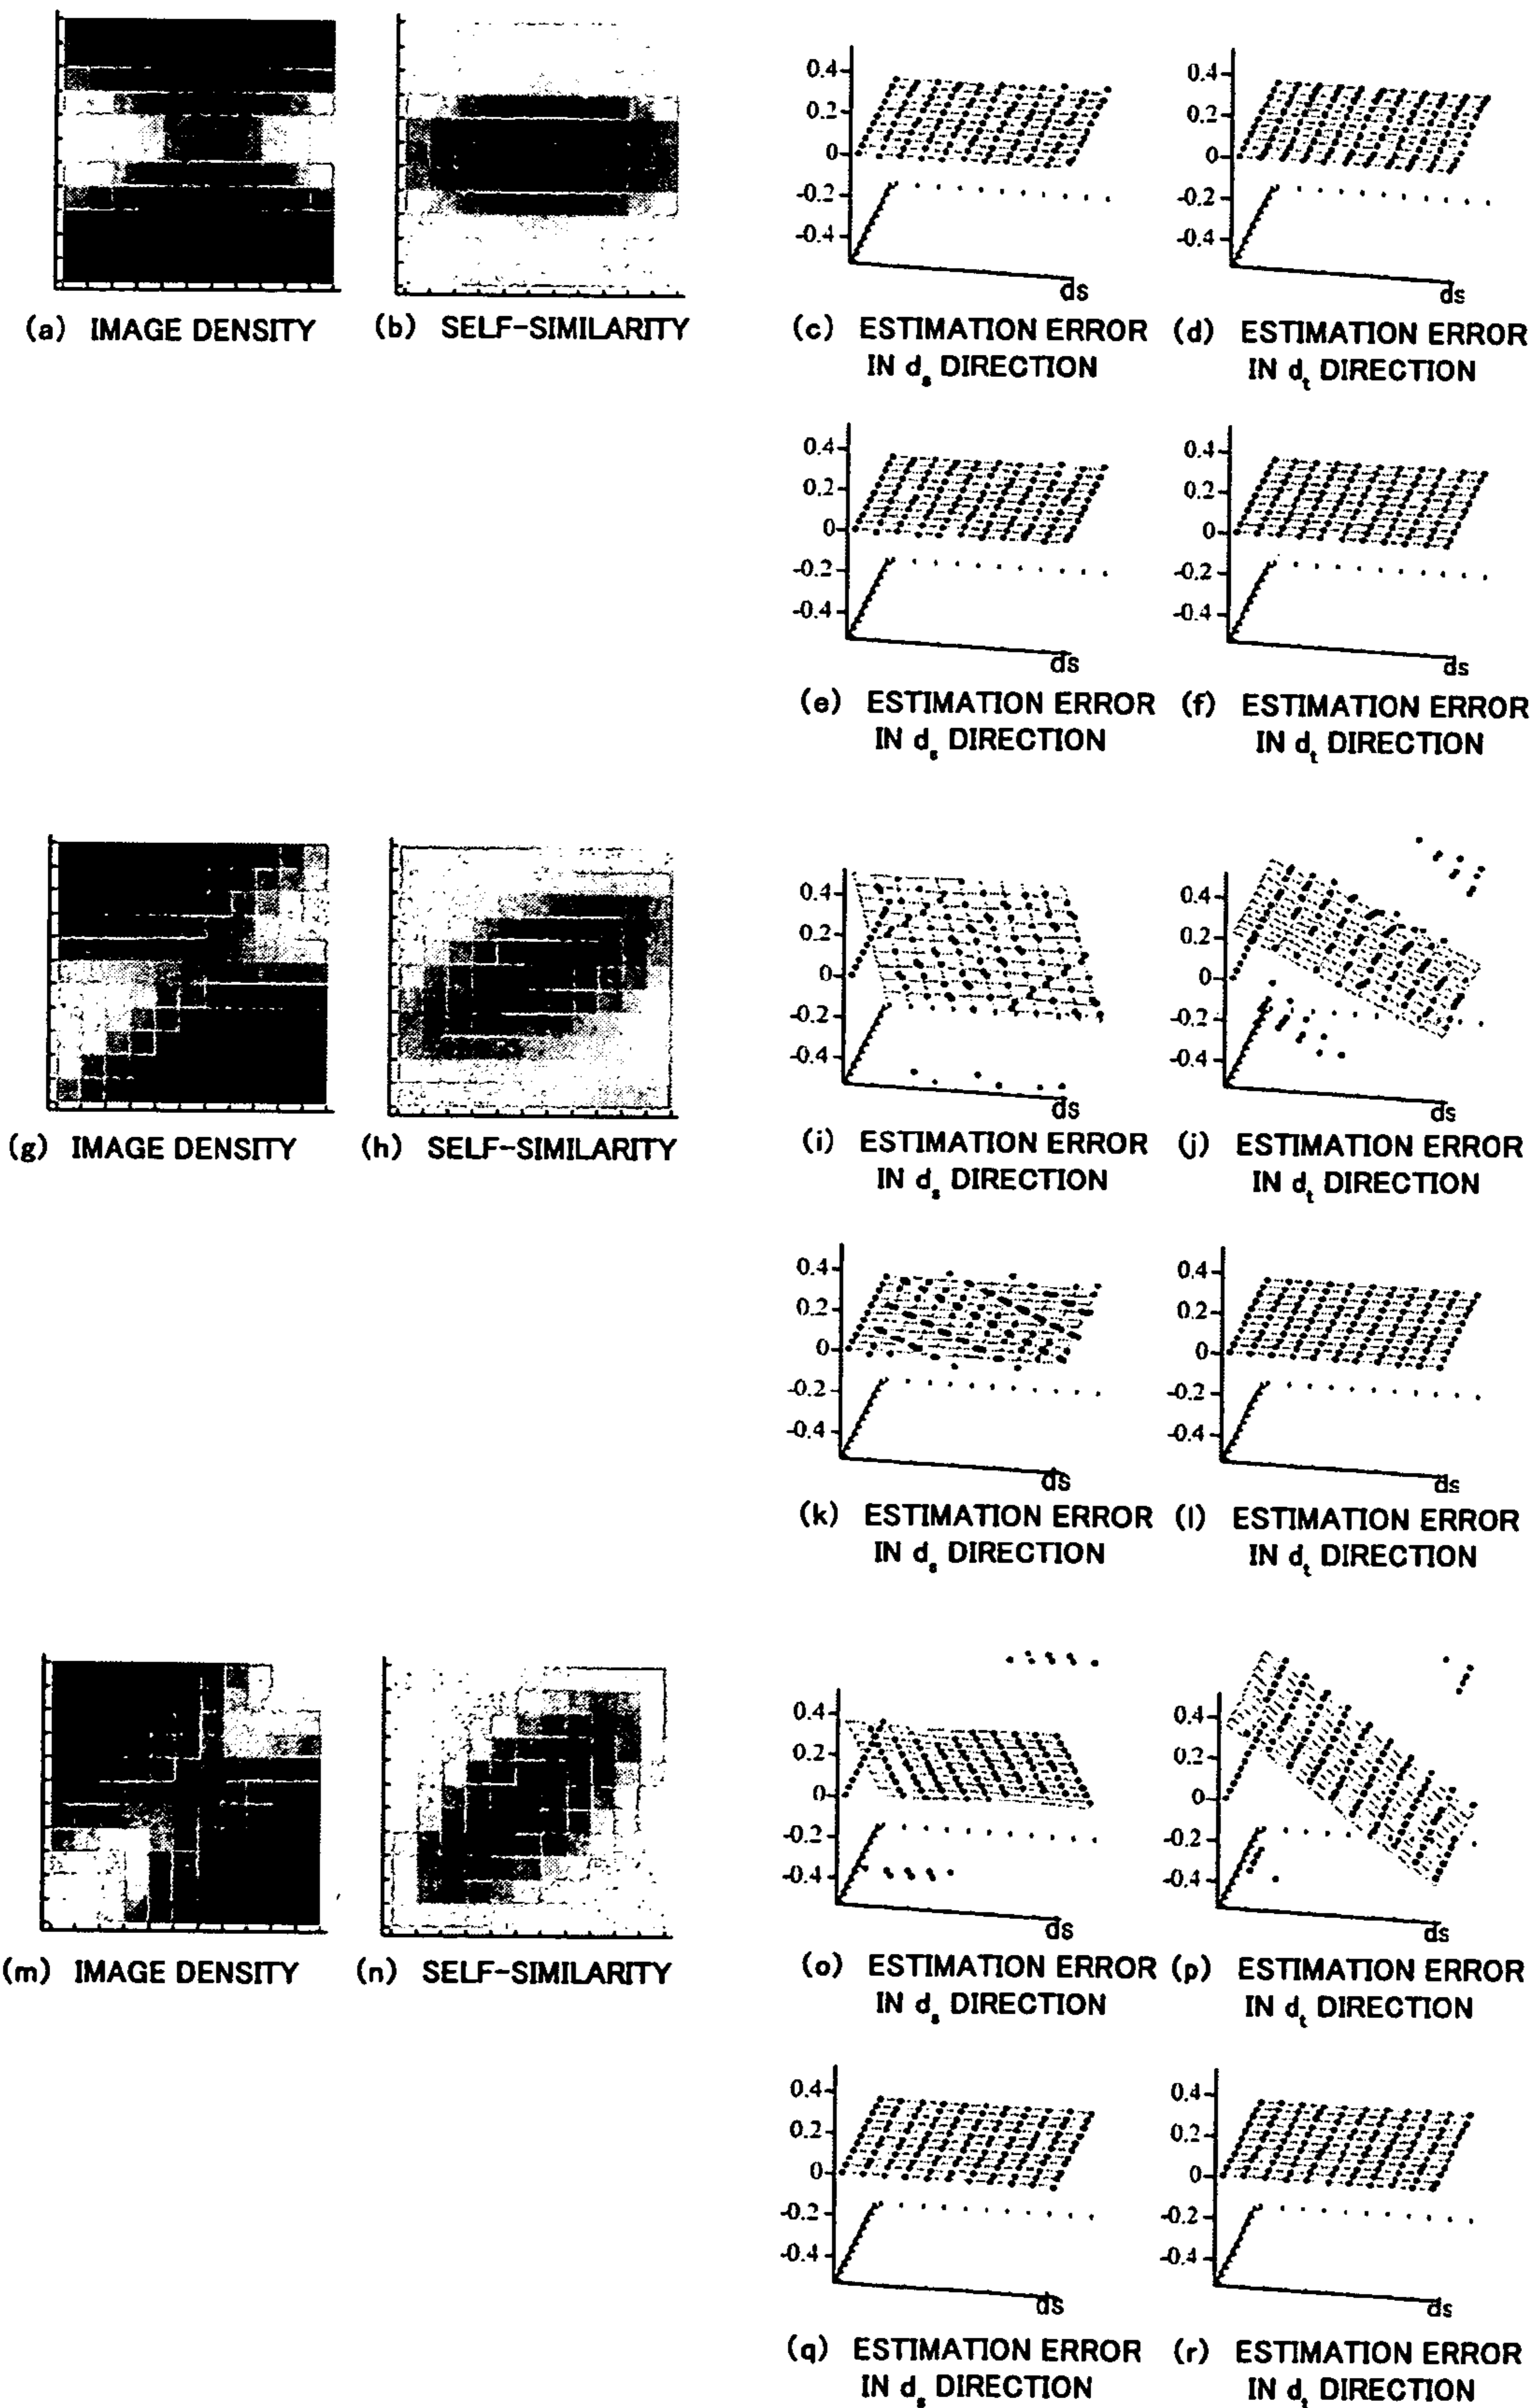 0.4
0.2
0
-0.2
-0.4
ds
0.4
0.2
0
-0.2
-0.4
ds
(a) IMAGE DENSITY
(b) SELF-SIMILARITY
(c) ESTIMATION ERROR
IN ds DIRECTION
(d) ESTIMATION ERROR
IN dt DIRECTION
0.4
0.2
0
-0.2
-0.4
ds
0.4
0.2
0
-0.2
-0.4
ds
(e) ESTIMATION ERROR
IN ds DIRECTION
(f) ESTIMATION ERROR
IN dt DIRECTION
0.4
0.2
0
-0.2
-0.4
ds
0.4
0.2
0
-0.2
-0.4
ds
(g) IMAGE DENSITY
(h) SELF-SIMILARITY
(i) ESTIMATION ERROR
IN ds DIRECTION
(j) ESTIMATION ERROR
IN dt DIRECTION
0.4
0.2
0
-0.2
-0.4
ds
0.4
0.2
0
-0.2
-0.4
ds
(k) ESTIMATION ERROR
IN ds DIRECTION
(l) ESTIMATION ERROR
IN dt DIRECTION
0.4
0.2
0
-0.2
-0.4
ds
0.4
0.2
0
-0.2
-0.4
ds
(m) IMAGE DENSITY
(n) SELF-SIMILARITY
(o) ESTIMATION ERROR
IN ds DIRECTION
(p) ESTIMATION ERROR
IN dt DIRECTION
0.4
0.2
0
-0.2
-0.4
ds
0.4
0.2
0
-0.2
-0.4
ds
(q) ESTIMATION ERROR
IN ds DIRECTION
(r) ESTIMATION ERROR
IN dt DIRECTION